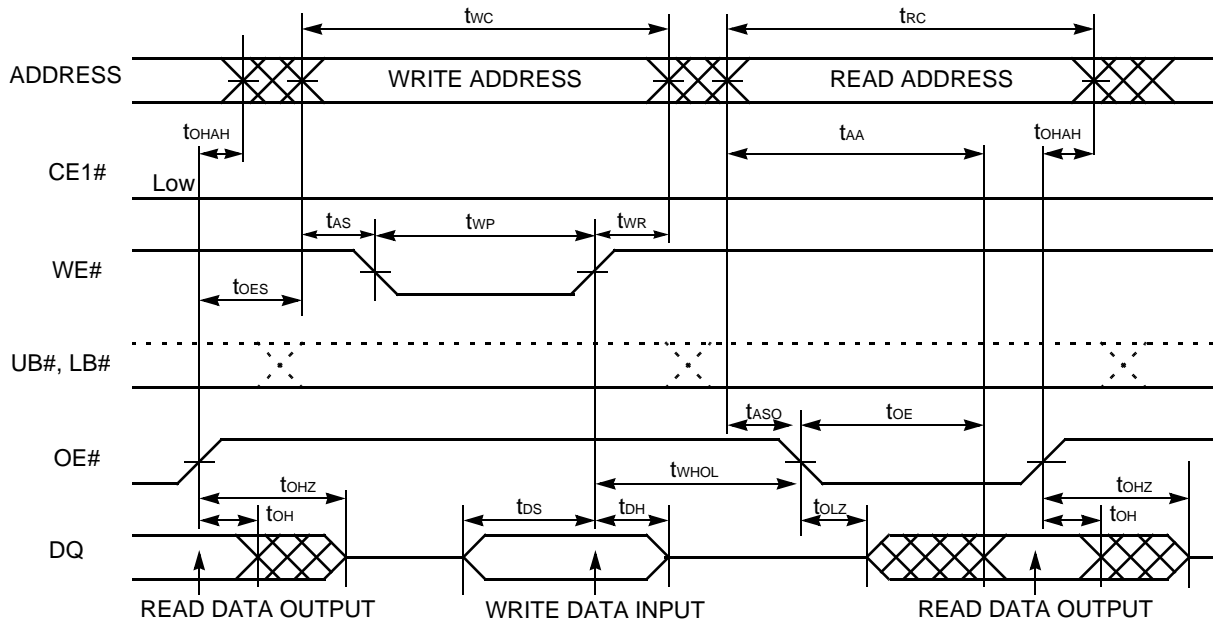 tWC
tRC
ADDRESS
WRITE ADDRESS
READ ADDRESS
tOHAH
tAA
tOHAH
CE1#
Low
tAS
tWP
tWR
WE#
tOES
UB#, LB#
tASO
tOE
OE#
tWHOL
tOHZ
tOHZ
tDS
tDH
tOLZ
tOH
tOH
DQ
READ DATA OUTPUT
WRITE DATA INPUT
READ DATA OUTPUT